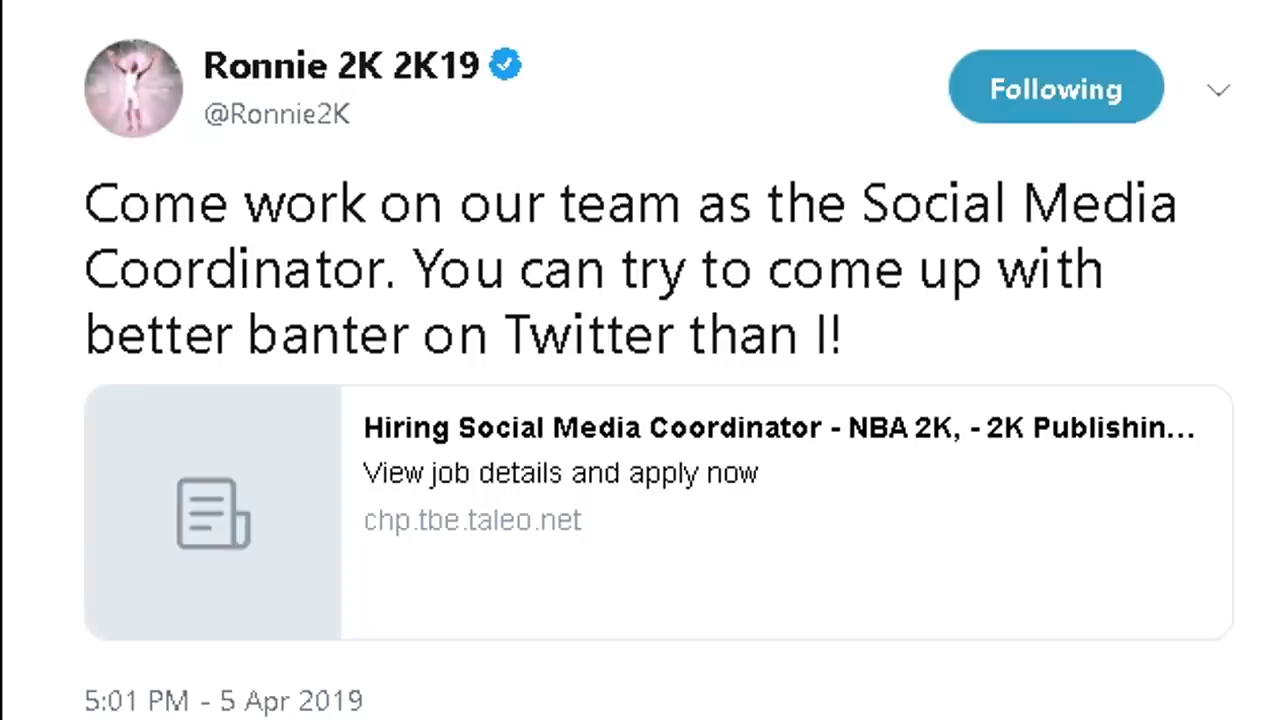 Ronnie 2K 2K19
@Ronnie2K
Following
Come work on our team as the Social Media
Coordinator. You can try to come up with
better banter on Twitter than I!
Hiring Social Media Coordinator - NBA 2K, - 2K Publishin...
View job details and apply now
chp.tbe.taleo.net
5:01 PM - 5 Apr 2019